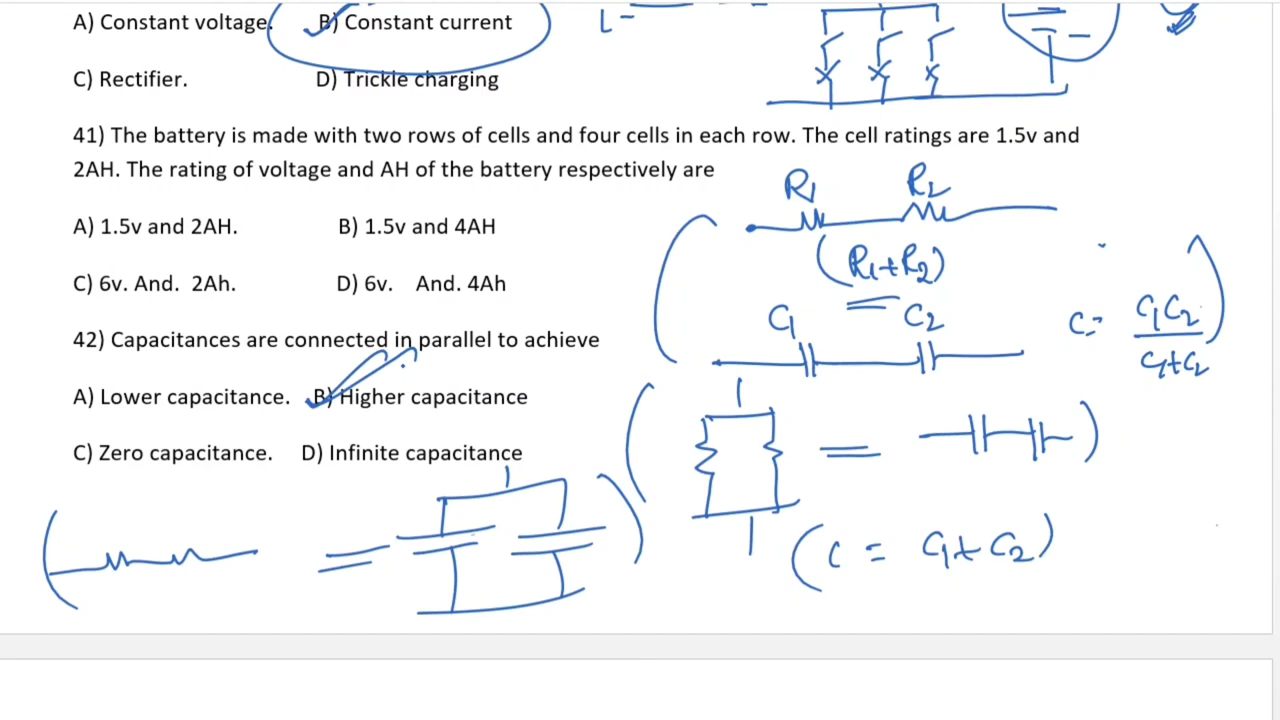 A) Constant voltage. B) Constant current
C) Rectifier. D) Trickle charging
41) The battery is made with two rows of cells and four cells in each row. The cell ratings are 1.5v and
2AH. The rating of voltage and AH of the battery respectively are
R1 R2
A) 1.5v and 2AH. B) 1.5v and 4AH
(R1+R2)
C) 6v. And. 2Ah. D) 6v. And. 4Ah
C1 C2 C= C1C2
C1+C2
42) Capacitances are connected in parallel to achieve
A) Lower capacitance. B) Higher capacitance
=
C) Zero capacitance. D) Infinite capacitance
=
(C = C1+C2)